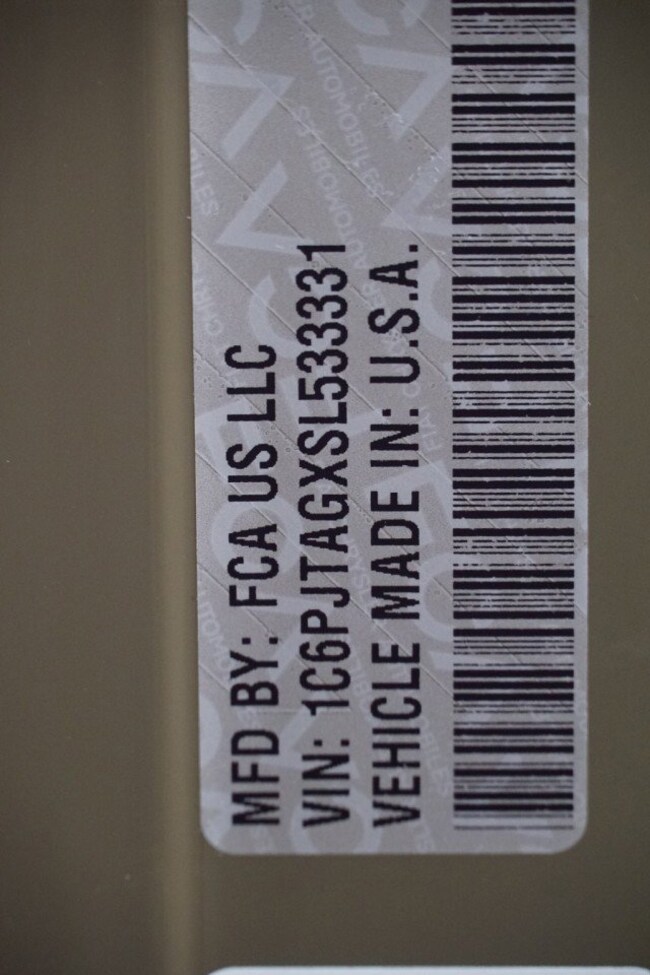 MFD BY: FCA US LLC
VIN: 1C6PJTAGXSL533331
VEHICLE MADE IN: U.S.A.